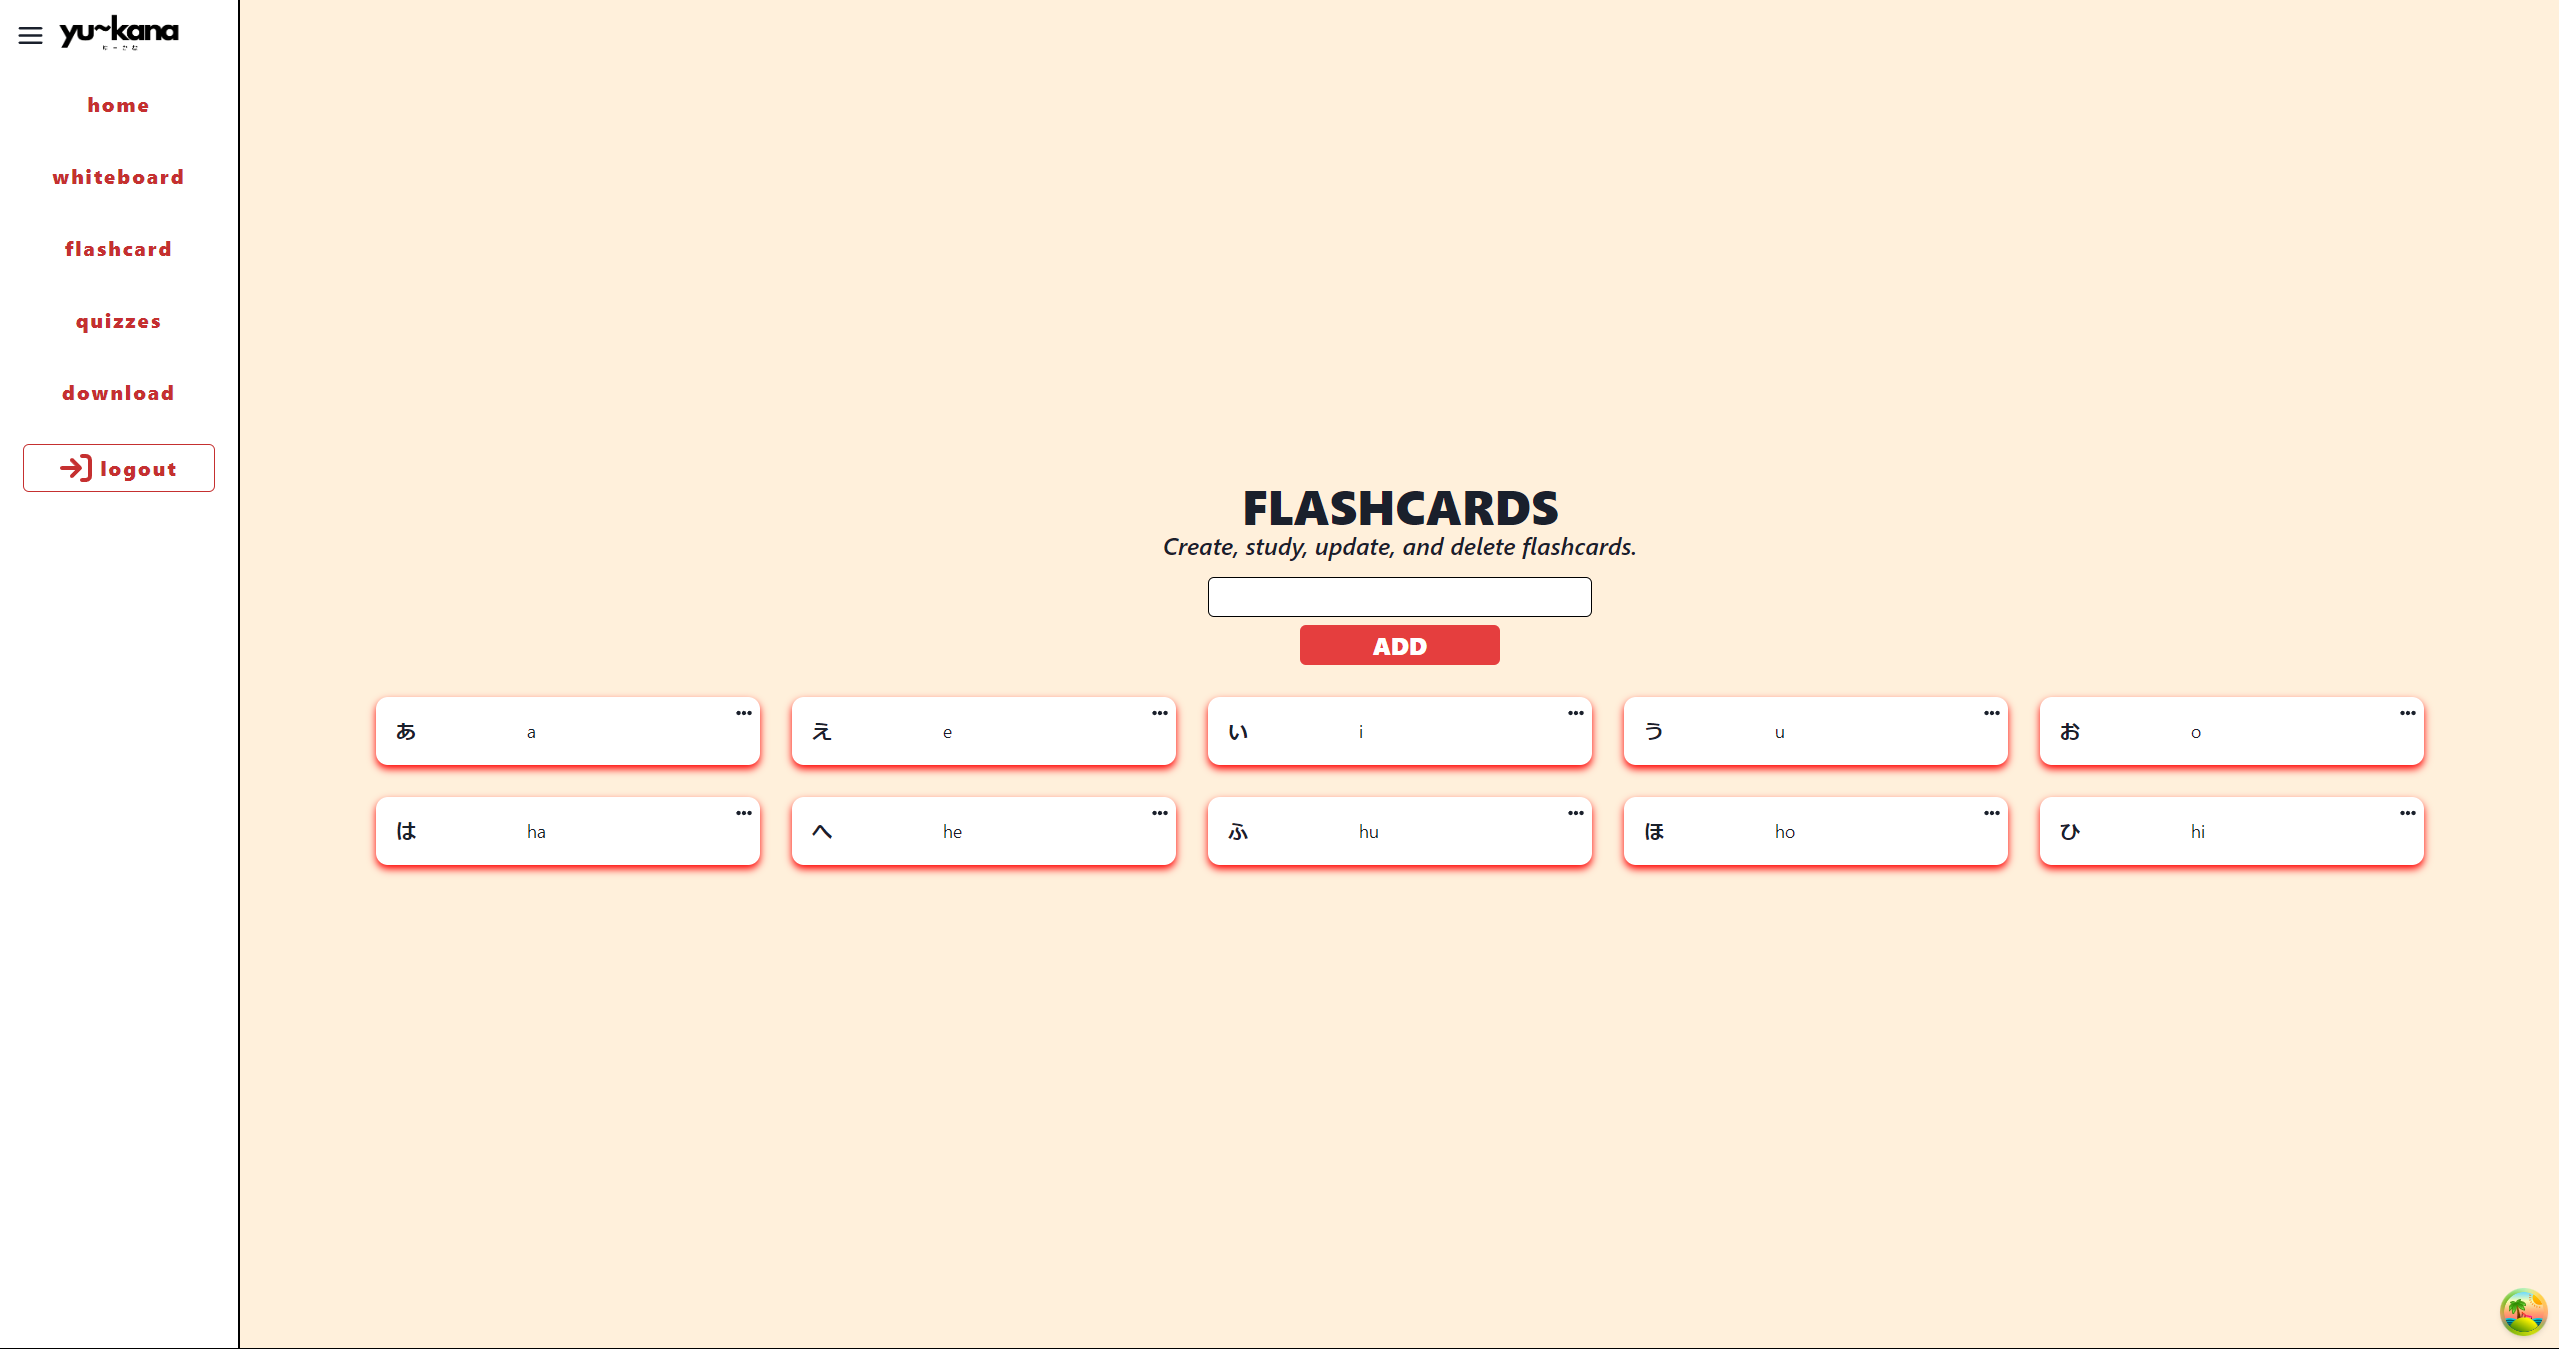 yu~kana
home
whiteboard
flashcard
quizzes
download
logout
FLASHCARDS
Create, study, update, and delete flashcards.
ADD
あ a
え e
い i
う u
お o
は ha
へ he
ふ hu
ほ ho
ひ hi